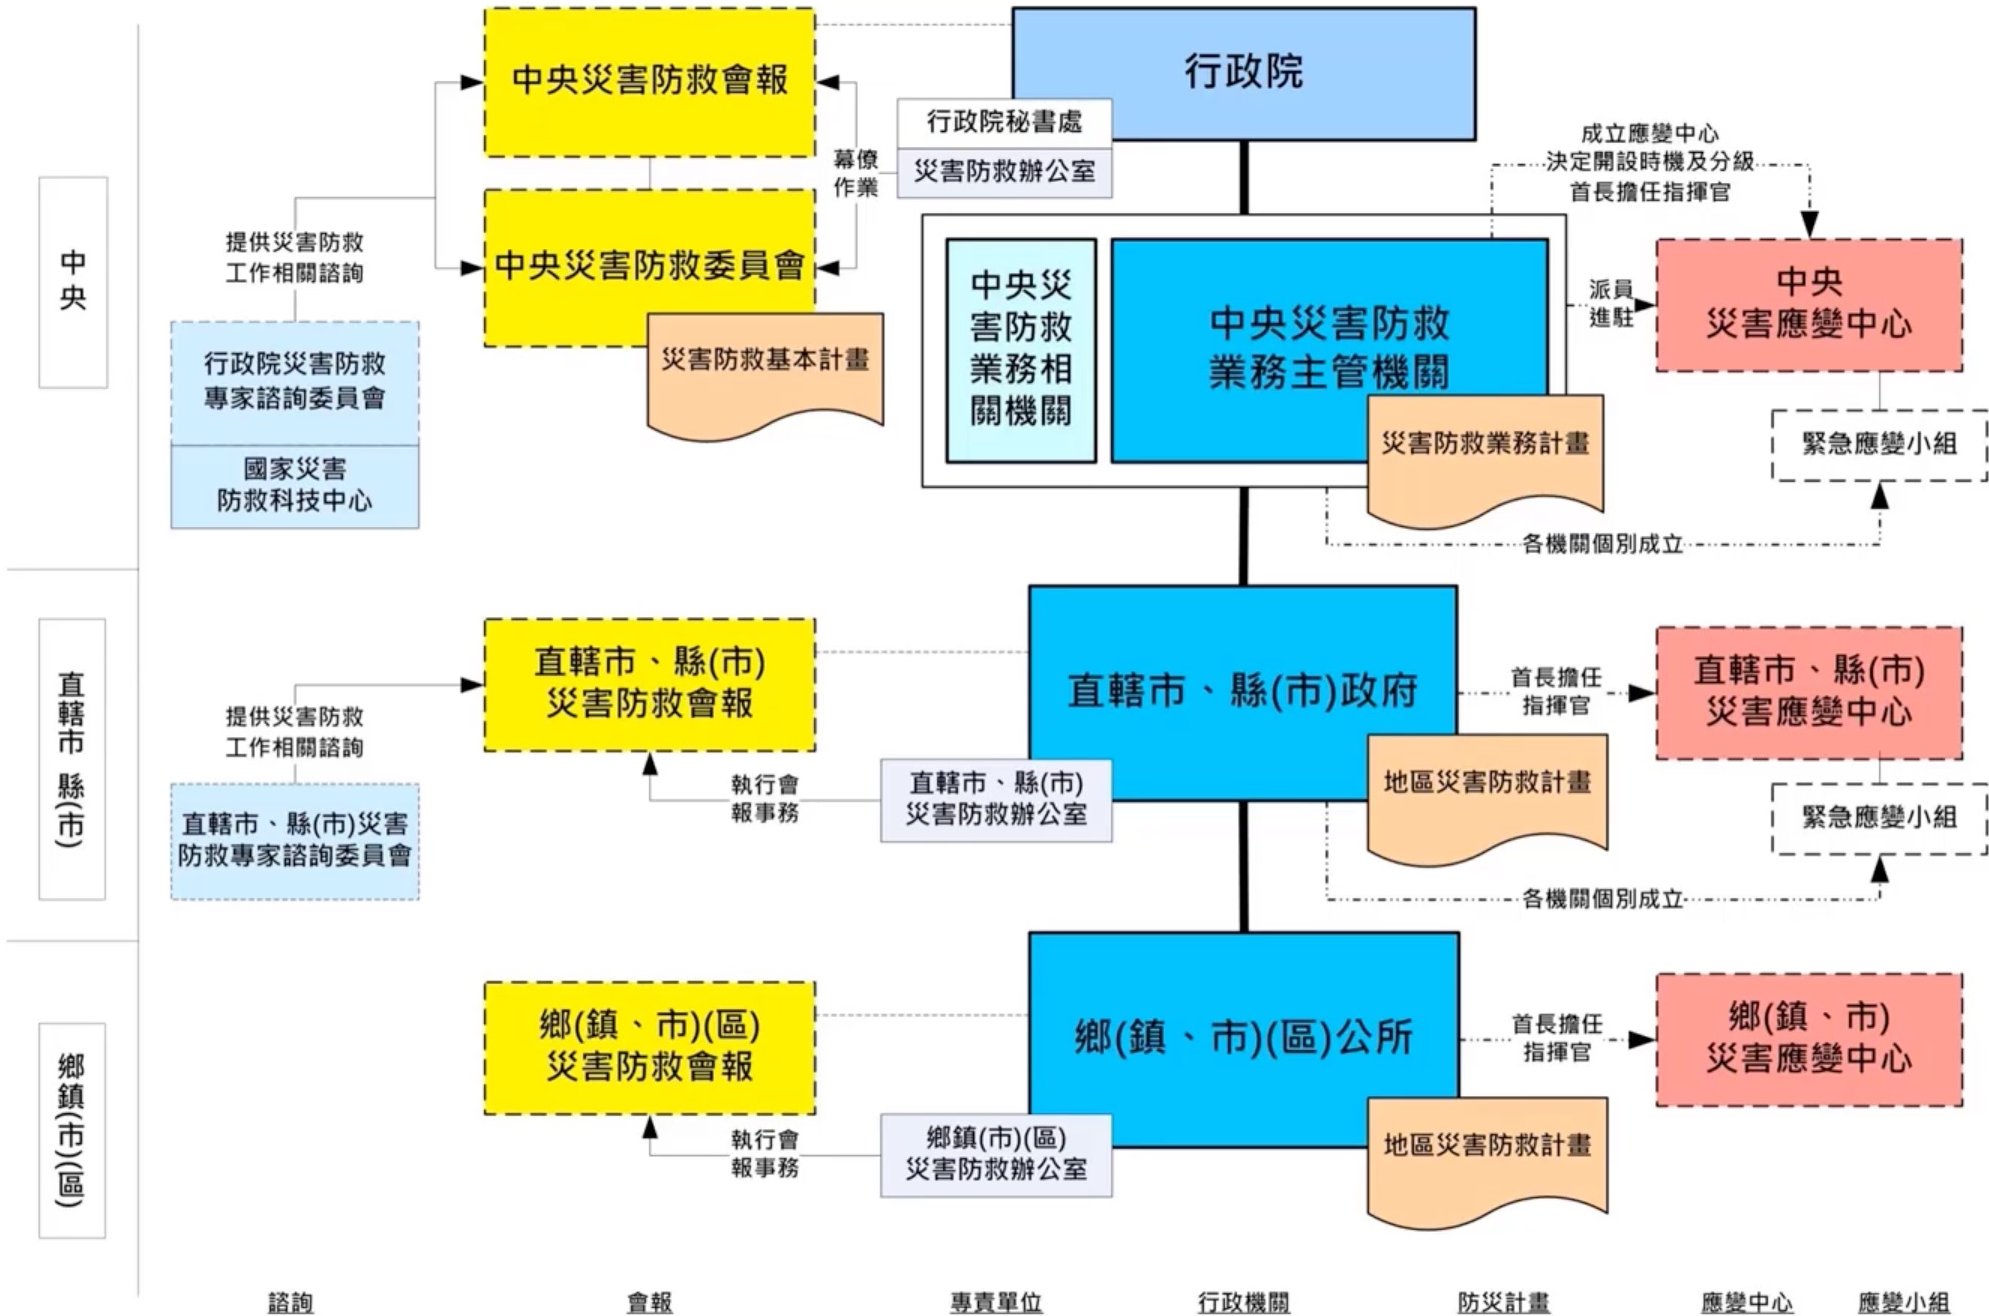 中央災害防救會報
行政院
行政院秘書處
災害防救辦公室
幕僚
作業
成立應變中心
決定開設時機及分級
首長擔任指揮官
中
央
提供災害防救
工作相關諮詢
中央災害防救委員會
災害防救基本計畫
中央災
害防救
業務相
關機關
中央災害防救
業務主管機關
派員
進駐
中央
災害應變中心
行政院災害防救
專家諮詢委員會
國家災害
防救科技中心
災害防救業務計畫
緊急應變小組
各機關個別成立
直轄市 縣(市)
提供災害防救
工作相關諮詢
直轄市、縣(市)
災害防救會報
直轄市、縣(市)政府
首長擔任
指揮官
直轄市、縣(市)
災害應變中心
執行會
報事務
直轄市、縣(市)
災害防救辦公室
地區災害防救計畫
緊急應變小組
直轄市、縣(市)災害
防救專家諮詢委員會
各機關個別成立
鄉鎮(市)(區)
鄉(鎮、市)(區)
災害防救會報
鄉(鎮、市)(區)公所
首長擔任
指揮官
鄉(鎮、市)
災害應變中心
執行會
報事務
鄉鎮(市)(區)
災害防救辦公室
地區災害防救計畫
諮詢
會報
專責單位
行政機關
防災計畫
應變中心
應變小組